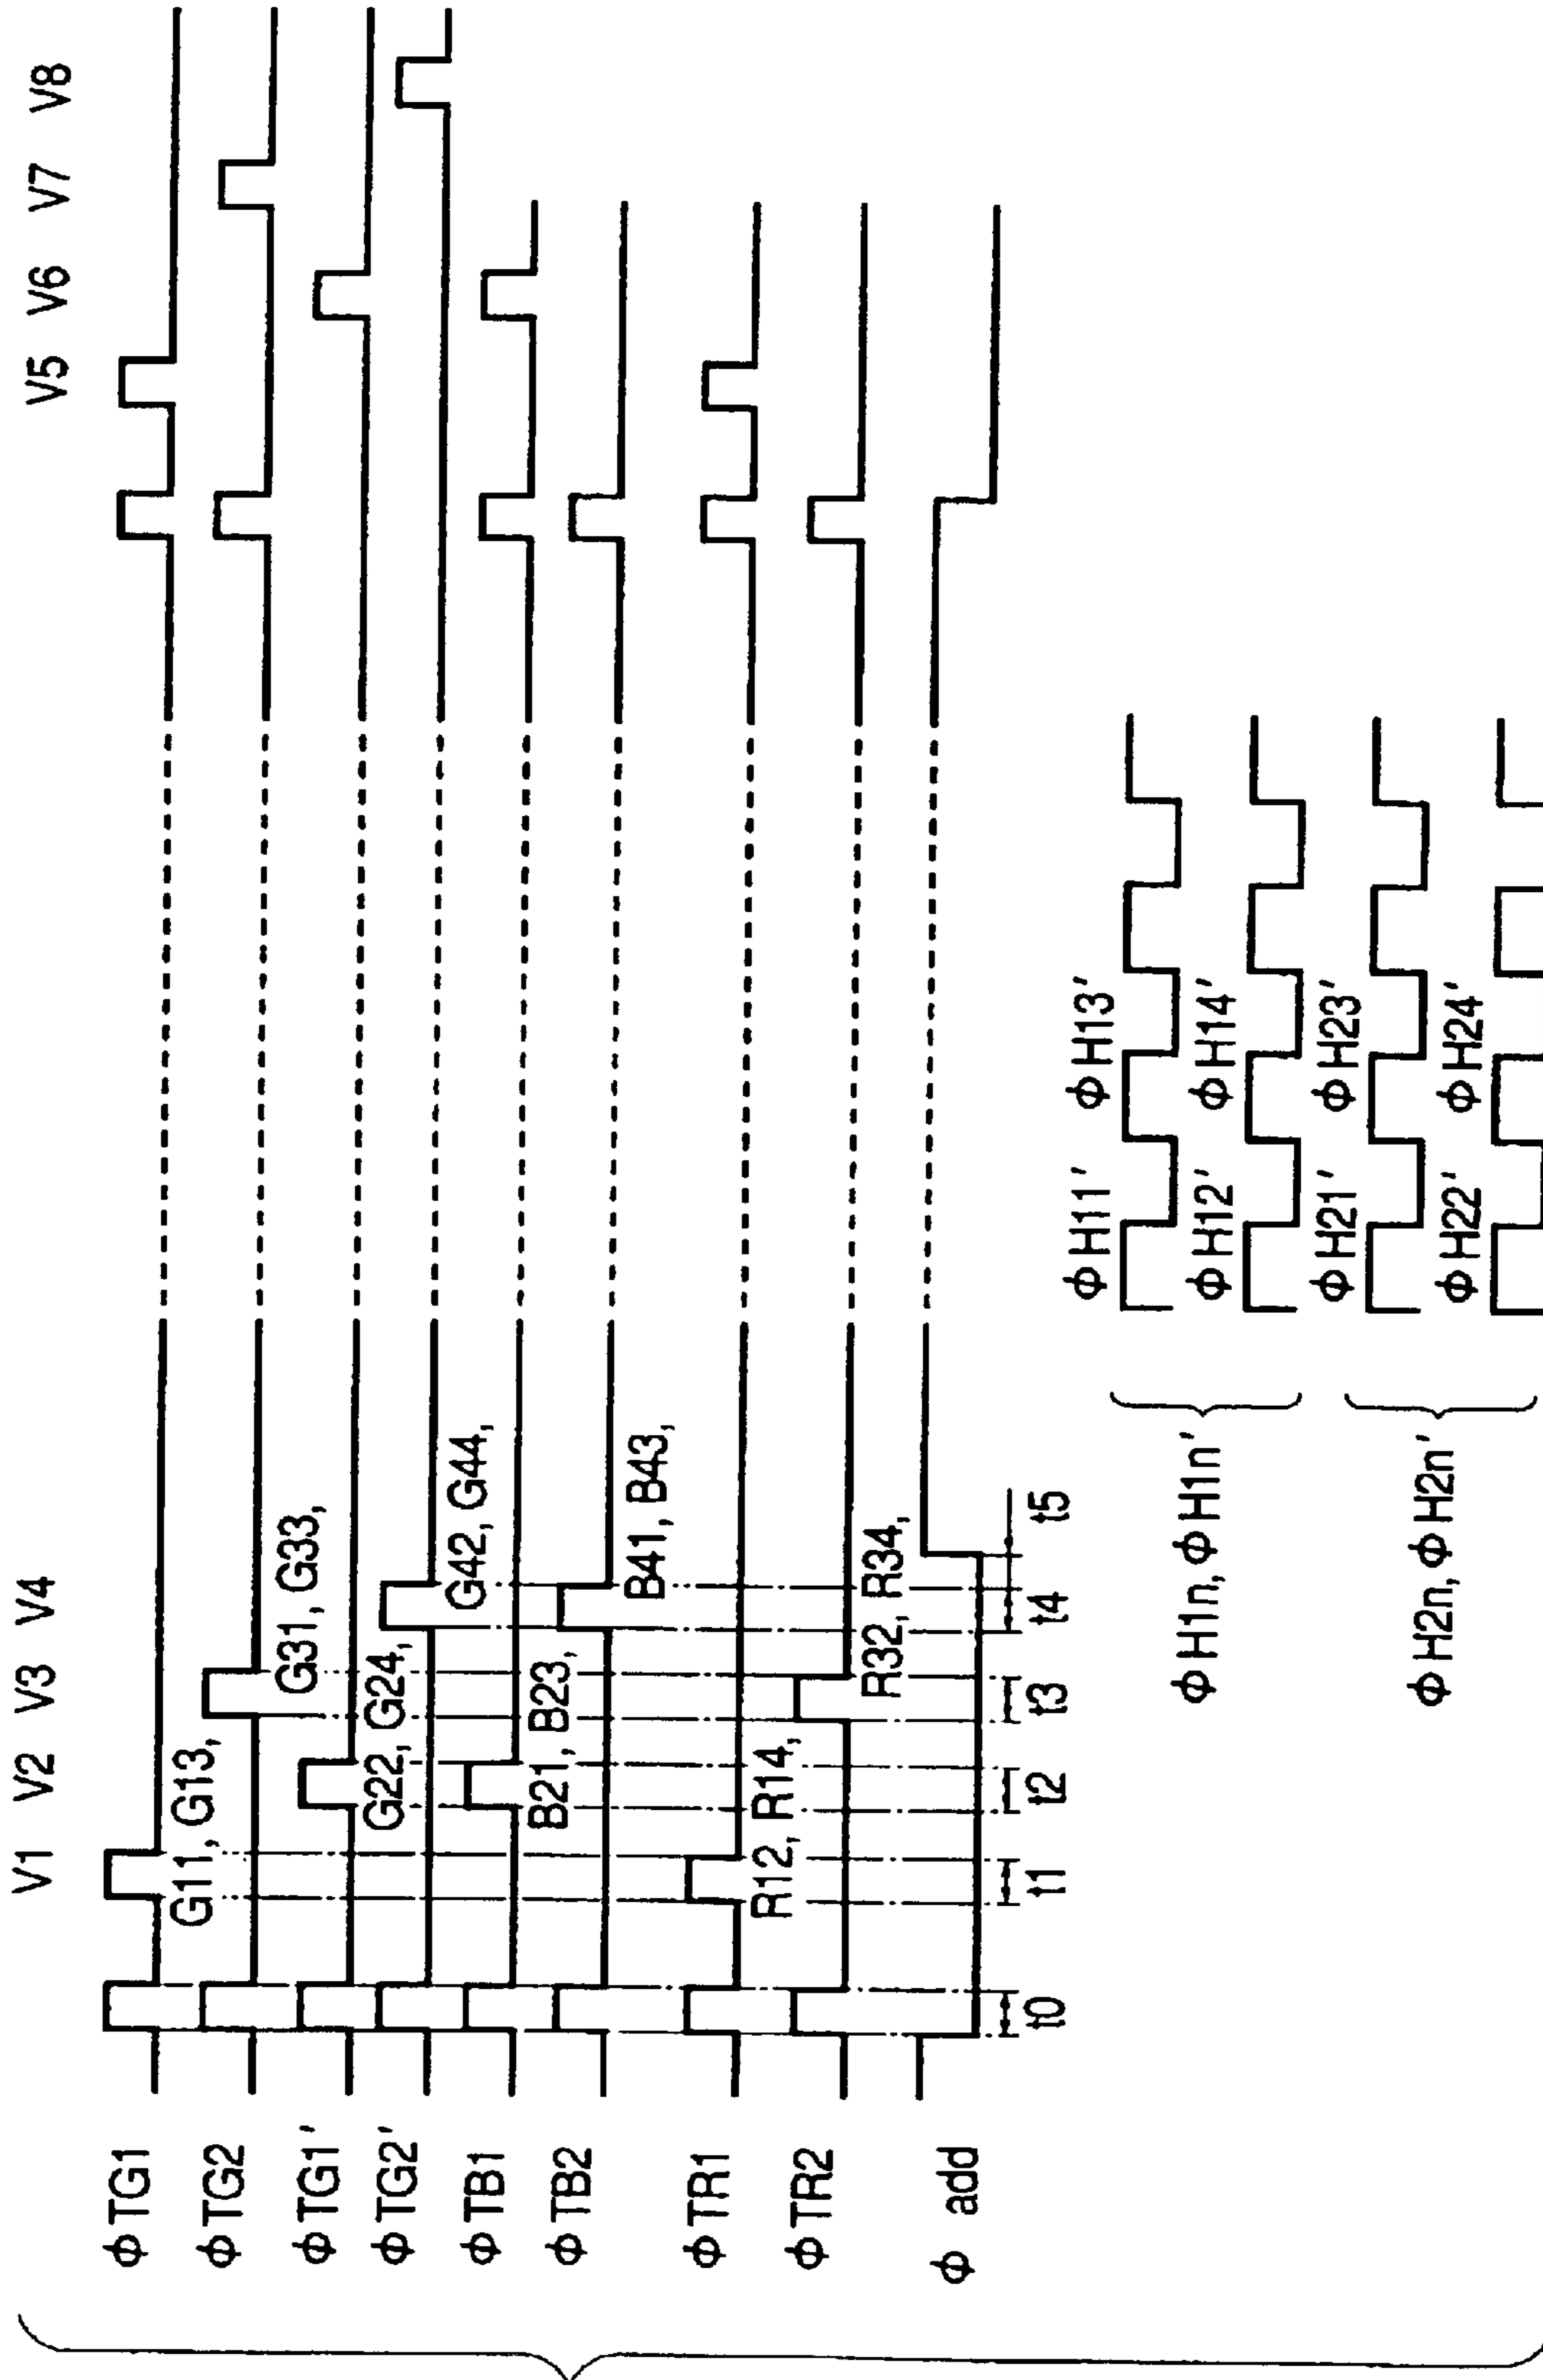 V1 V2 V3 V4 V5 V6 V7 V8
φTG1
G11, G13,
φTG2
G31, G33,
φTG1′
G22, G24,
φTG2′
G42, G44,
φTB1
B21, B23,
φTB2
B41, B43,
φTR1
R12, R14,
φTR2
R32, R34,
φ add
t0 t1 t2 t3 t4 t5
φH1n, φH1n′
φH11′ φH13′
φH12′ φH14′
φH2n, φH2n′
φH21′ φH23′
φH22′ φH24′